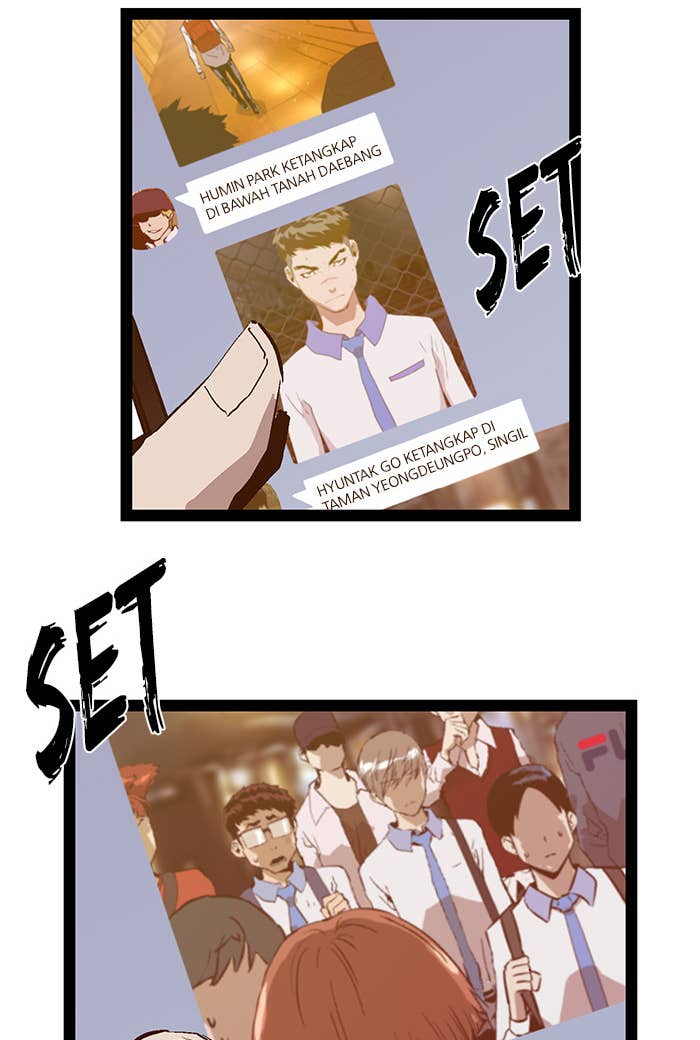 HUMIN PARK KETANGKAP
DI BAWAH TANAH DAEBANG
SET
HYUNTAK GO KETANGKAP DI
TAMAN YEONGDEUNGPO, SINGIL
SET